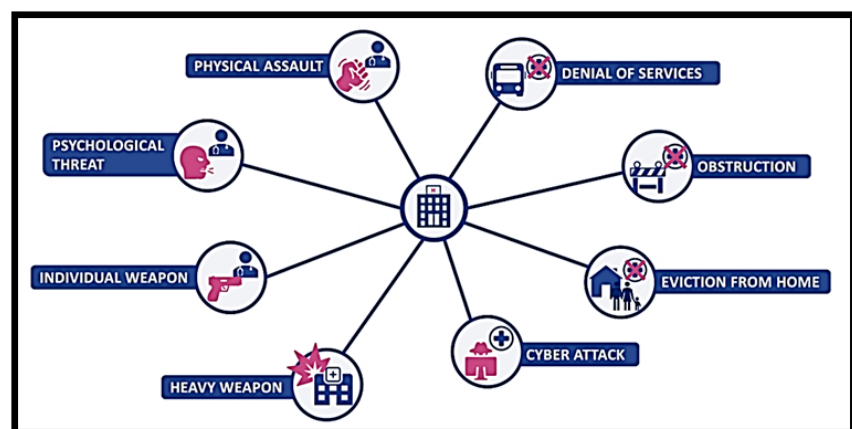 PHYSICAL ASSAULT
DENIAL OF SERVICES
PSYCHOLOGICAL
THREAT
OBSTRUCTION
INDIVIDUAL WEAPON
EVICTION FROM HOME
CYBER ATTACK
HEAVY WEAPON